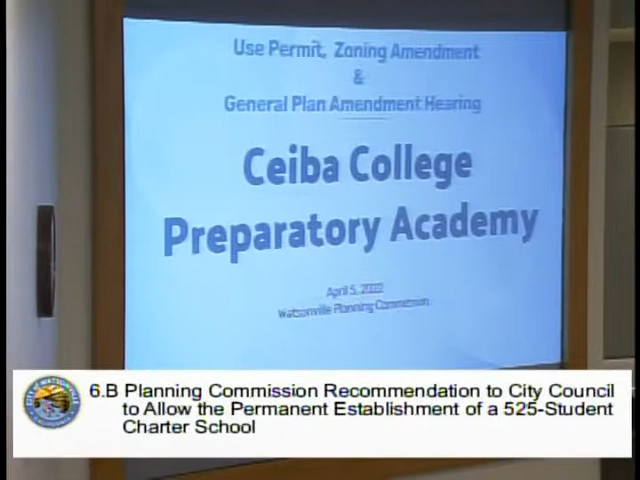 Use Permit, Zoning Amendment
&
General Plan Amendment Hearing
Ceiba College
Preparatory Academy
April 5, 2022
Watsonville Planning Commission
6.B Planning Commission Recommendation to City Council
to Allow the Permanent Establishment of a 525-Student
Charter School